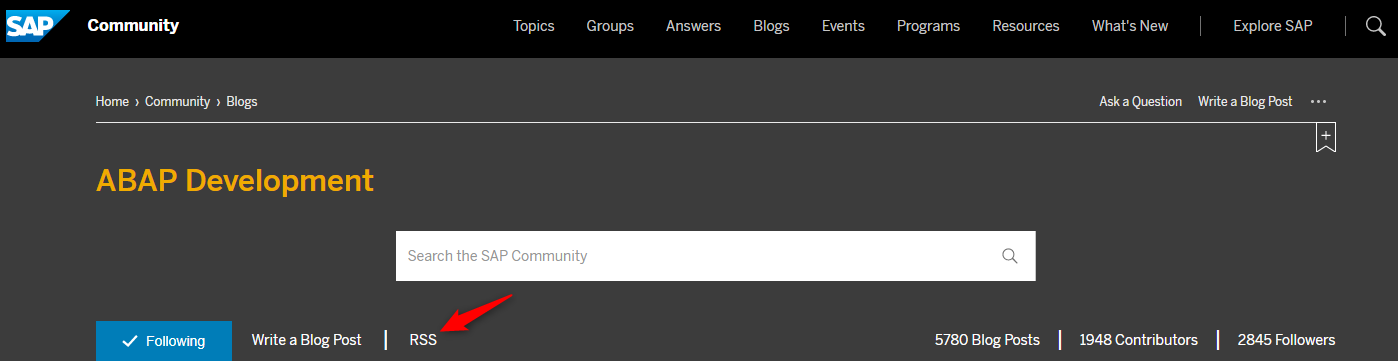 SAP Community Topics Groups Answers Blogs Events Programs Resources What's New Explore SAP
Home › Community › Blogs Ask a Question Write a Blog Post ...
ABAP Development
Search the SAP Community
Following Write a Blog Post | RSS 5780 Blog Posts | 1948 Contributors | 2845 Followers